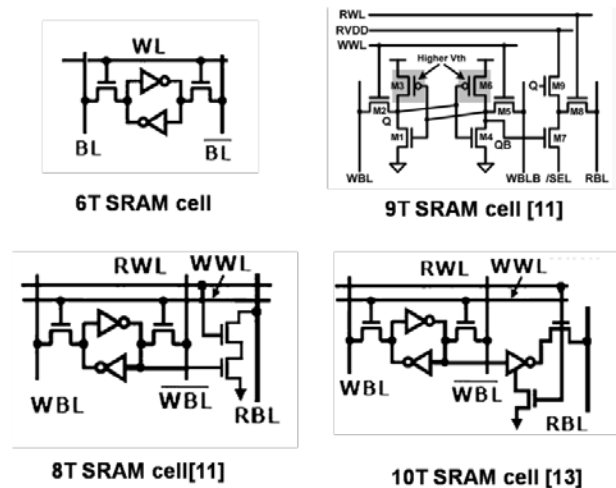 WL
BL
BL
6T SRAM cell
RWL
RVDD
WWL
Higher Vth
M3
M6
M9
Q
M2
M5
M8
Q
M1
M4
M7
QB
WBL
WBLB
/SEL
RBL
9T SRAM cell [11]
RWL
WWL
WBL
WBL
RBL
8T SRAM cell[11]
RWL
WWL
WBL
WBL
RBL
10T SRAM cell [13]